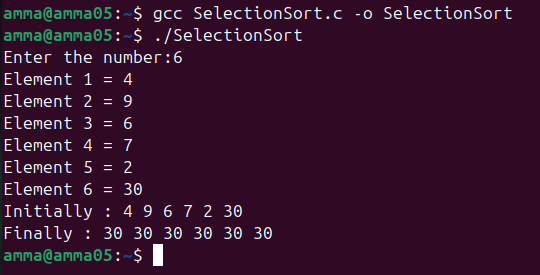 amma@amma05:~$ gcc SelectionSort.c -o SelectionSort
amma@amma05:~$ ./SelectionSort
Enter the number:6
Element 1 = 4
Element 2 = 9
Element 3 = 6
Element 4 = 7
Element 5 = 2
Element 6 = 30
Initially : 4 9 6 7 2 30
Finally : 30 30 30 30 30 30
amma@amma05:~$